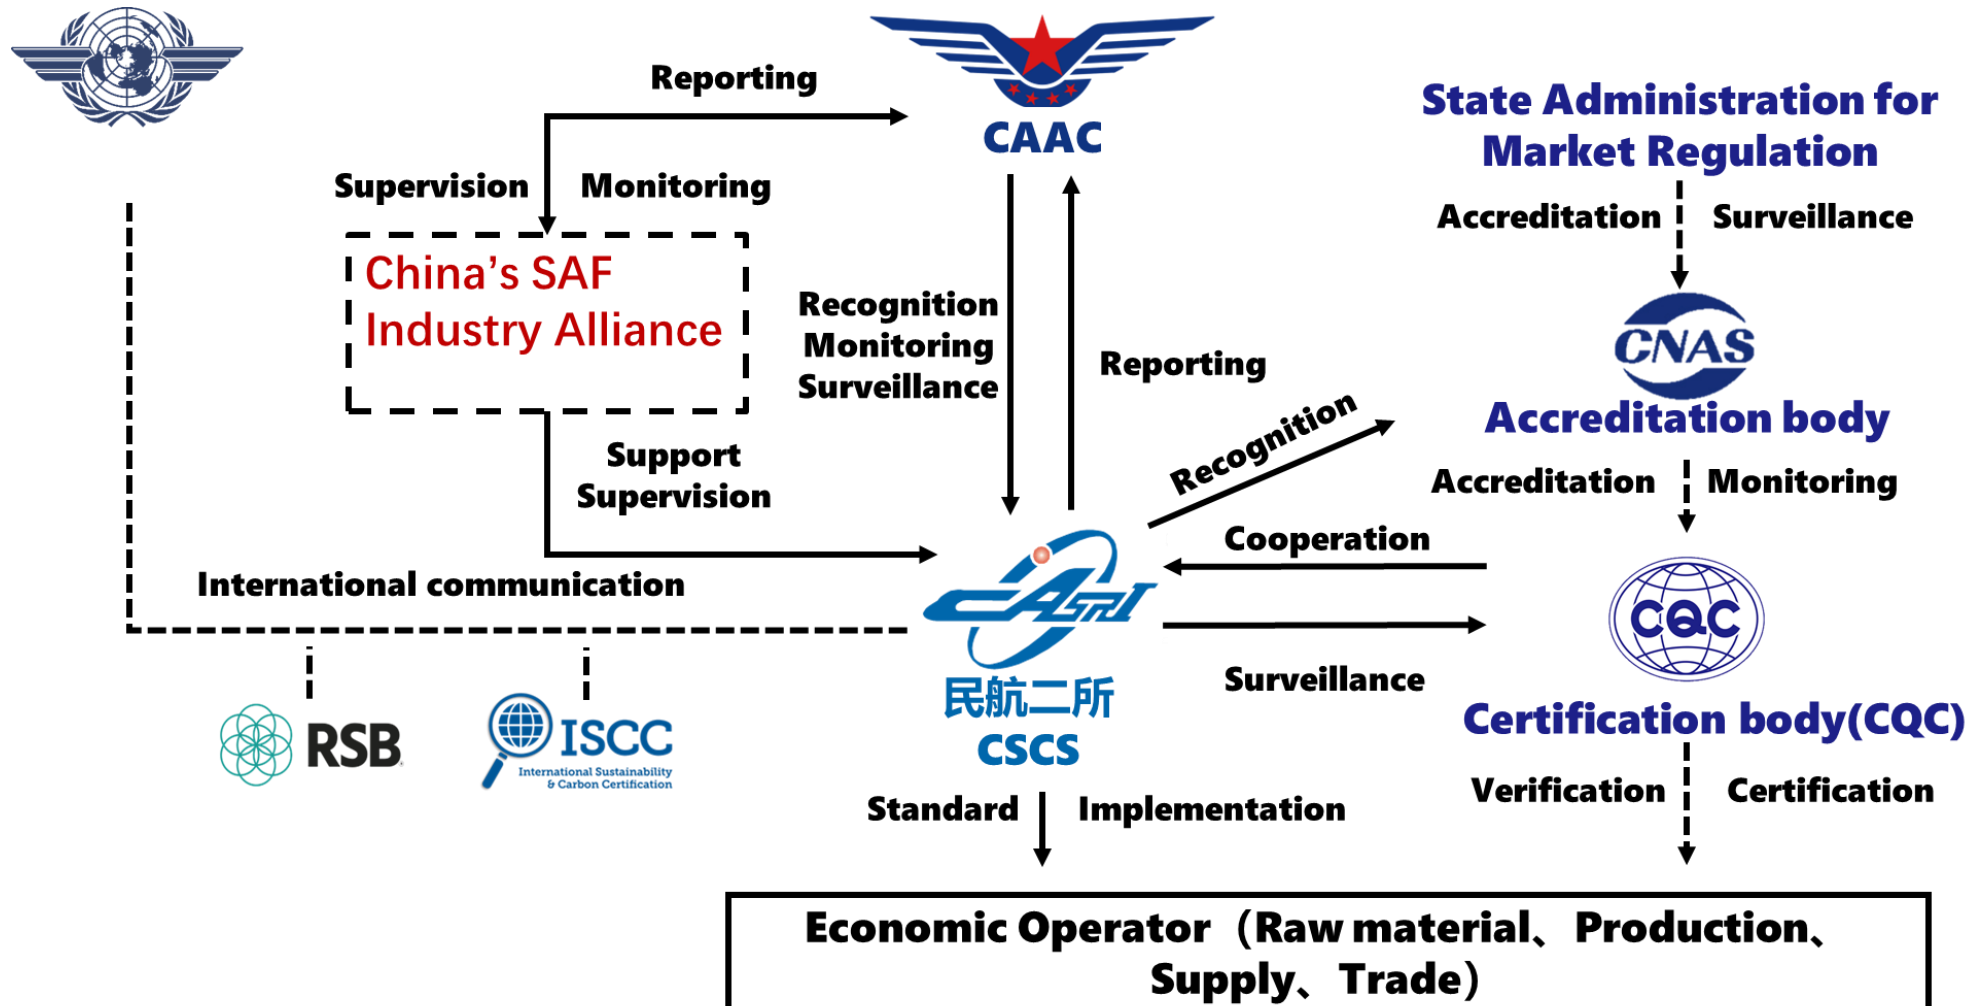 Reporting
CAAC
State Administration for
Market Regulation
Supervision
Monitoring
Accreditation
Surveillance
China's SAF
Industry Alliance
Recognition
Monitoring
Surveillance
Reporting
CNAS
Accreditation body
Recognition
Support
Supervision
Accreditation
Monitoring
Cooperation
International communication
CASRI
CQC
Surveillance
民航二所
CSCS
Certification body(CQC)
RSB
ISCC
International Sustainability
& Carbon Certification
Standard
Implementation
Verification
Certification
Economic Operator（Raw material、Production、
Supply、Trade）